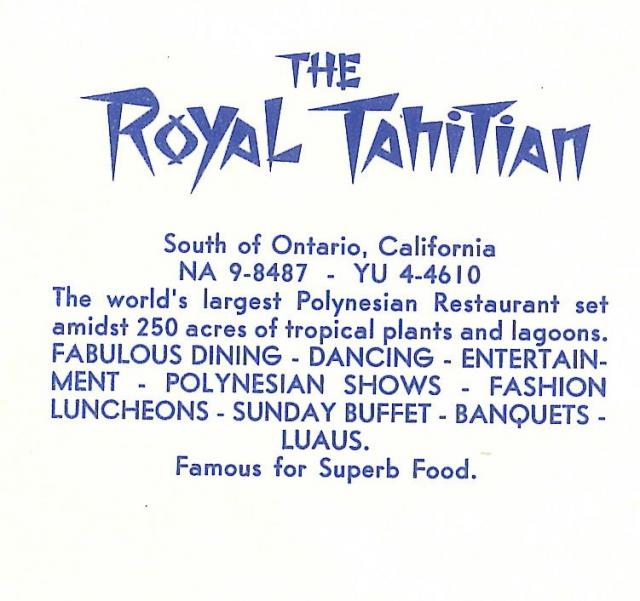 THE
ROYAL TAHITIAN
South of Ontario, California
NA 9-8487 - YU 4-4610
The world's largest Polynesian Restaurant set
amidst 250 acres of tropical plants and lagoons.
FABULOUS DINING - DANCING - ENTERTAIN-
MENT - POLYNESIAN SHOWS - FASHION
LUNCHEONS - SUNDAY BUFFET - BANQUETS -
LUAUS.
Famous for Superb Food.